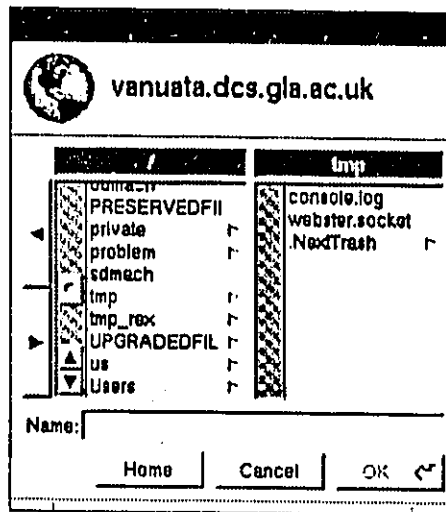 vanuata.dcs.gla.ac.uk
/
tmp
PRESERVEDFIL
private
problem
sdmach
tmp
tmp_rex
UPGRADEDFIL
us
Users
console.log
webster.socket
.NextTrash
Name:
Home
Cancel
OK